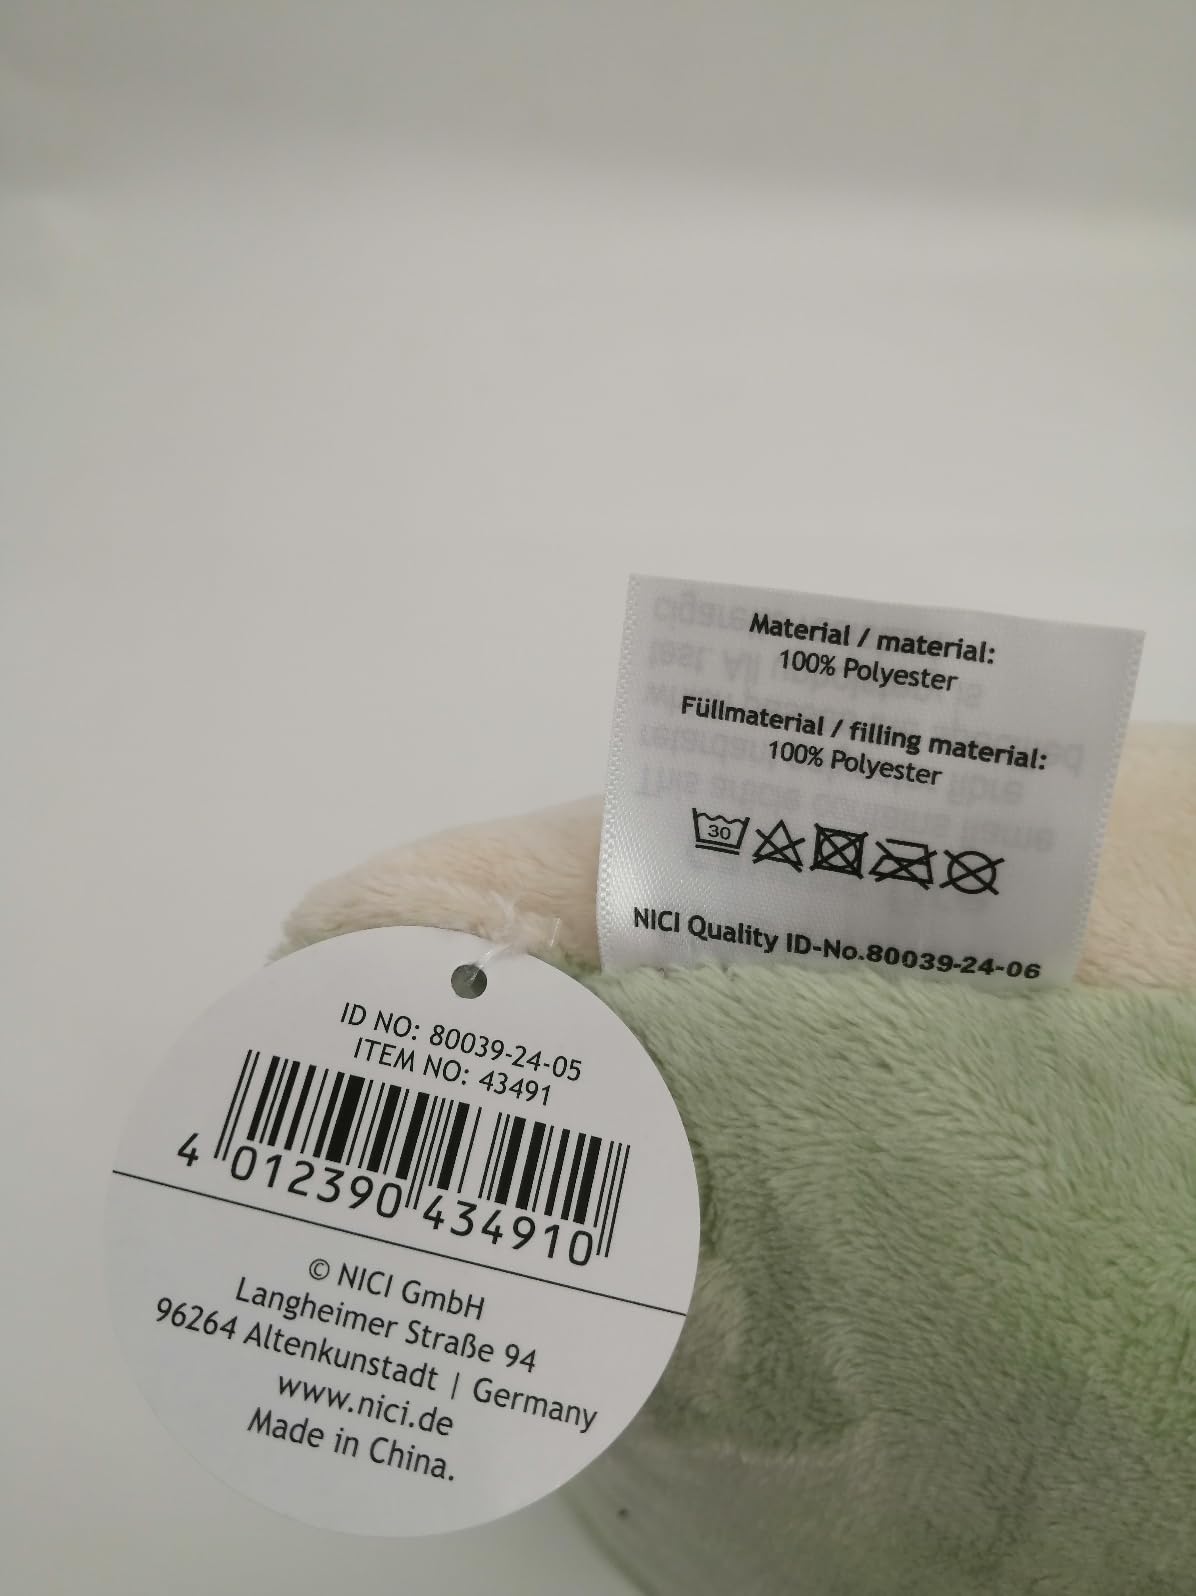 Material / material:
100% Polyester
Füllmaterial / filling material:
100% Polyester
30
NICI Quality ID-No.80039-24-06
ID NO: 80039-24-05
ITEM NO: 43491
4 012390 434910
© NICI GmbH
Langheimer Straße 94
96264 Altenkunstadt | Germany
www.nici.de
Made in China.